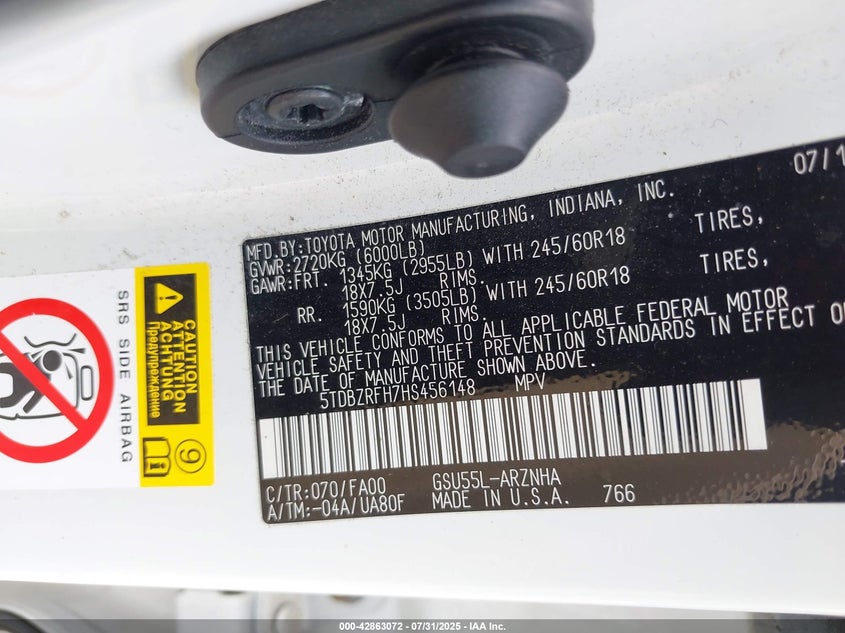 07/1
MFD.BY:TOYOTA MOTOR MANUFACTURING, INDIANA, INC.
GVWR:2720KG (6000LB)
GAWR:FRT. 1345KG (2955LB) WITH 245/60R18 TIRES,
18X7.5J RIMS.
RR. 1590KG (3505LB) WITH 245/60R18 TIRES,
18X7.5J RIMS.
THIS VEHICLE CONFORMS TO ALL APPLICABLE FEDERAL MOTOR
VEHICLE SAFETY AND THEFT PREVENTION STANDARDS IN EFFECT O
THE DATE OF MANUFACTURE SHOWN ABOVE.
5TDBZRFH7HS456148 MPV
C/TR:070/FA00 GSU55L-ARZNHA
A/TM:-04A/UA80F MADE IN U.S.A. 766
CAUTION
ATTENTION
ACHTUNG
Предупреждение
9
SRS SIDE AIRBAG
000-42863072 - 07/31/2025 - IAA Inc.